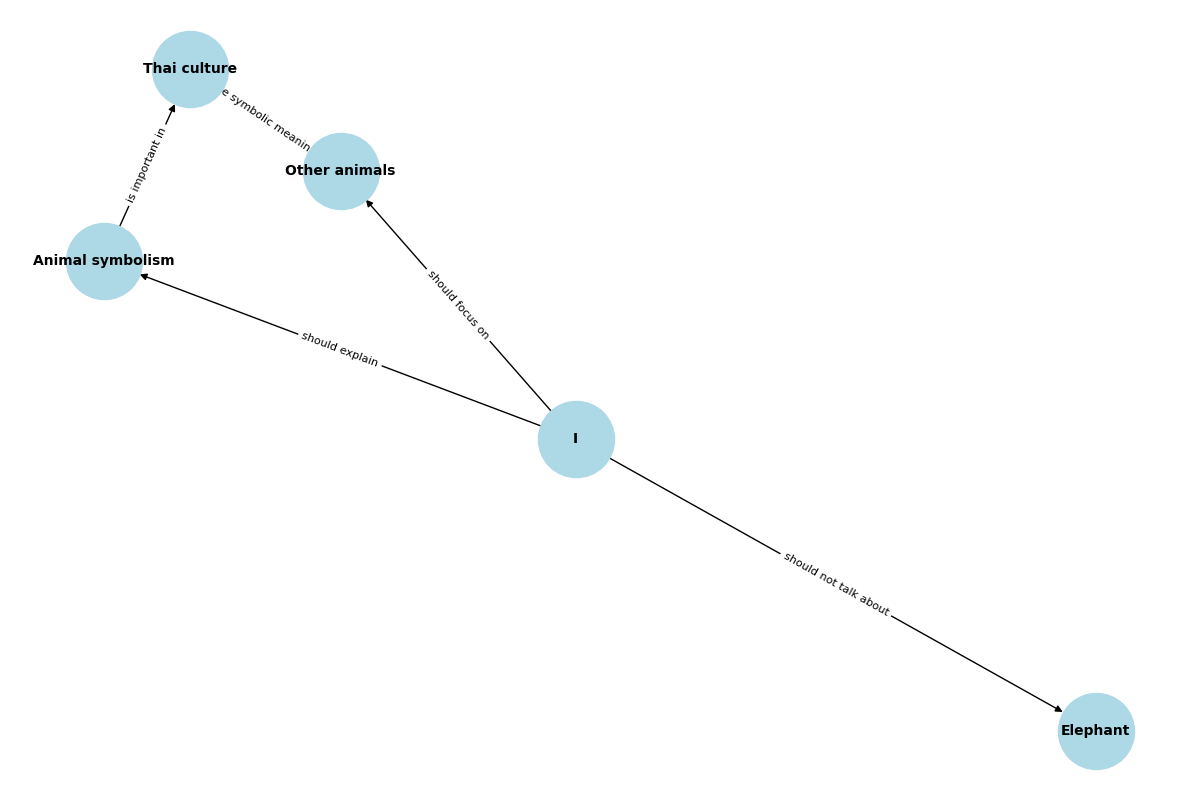 Thai culture
e symbolic meanin
Other animals
is important in
Animal symbolism
should focus on
should explain
I
should not talk about
Elephant